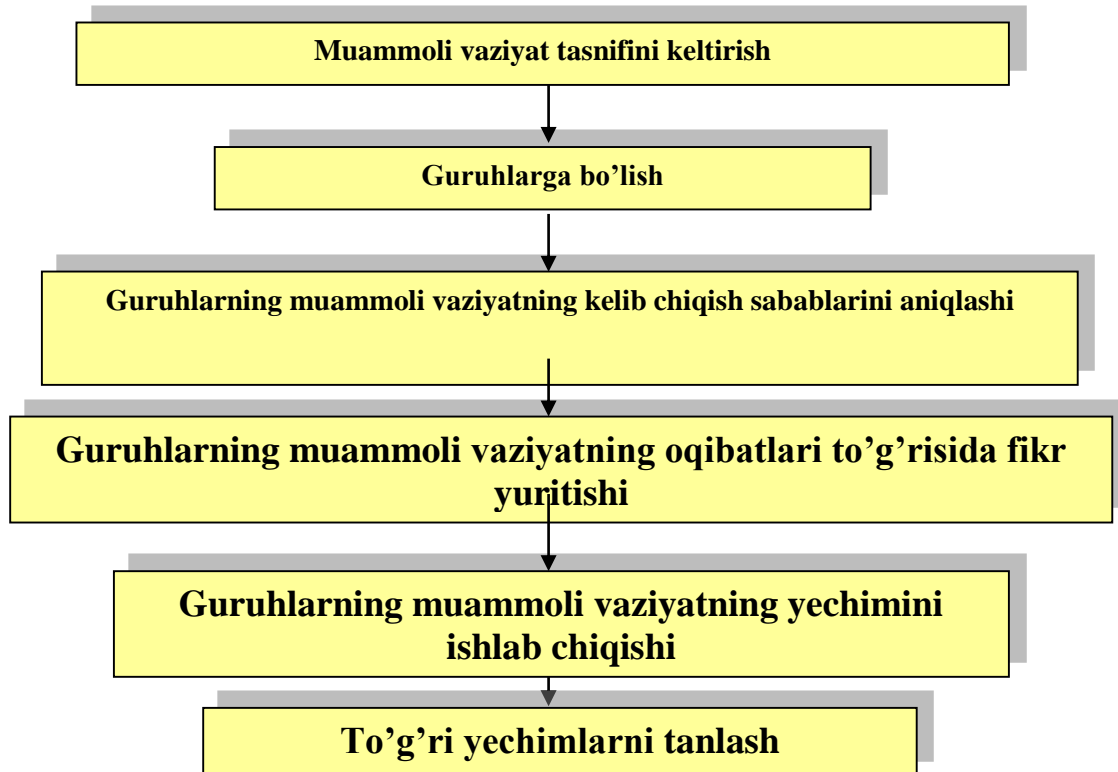 Muammoli vaziyat tasnifini keltirish
Guruhlarga bo’lish
Guruhlarning muammoli vaziyatning kelib chiqish sabablarini aniqlashi
Guruhlarning muammoli vaziyatning oqibatlari to’g’risida fikr
yuritishi
Guruhlarning muammoli vaziyatning yechimini
ishlab chiqishi
To’g’ri yechimlarni tanlash